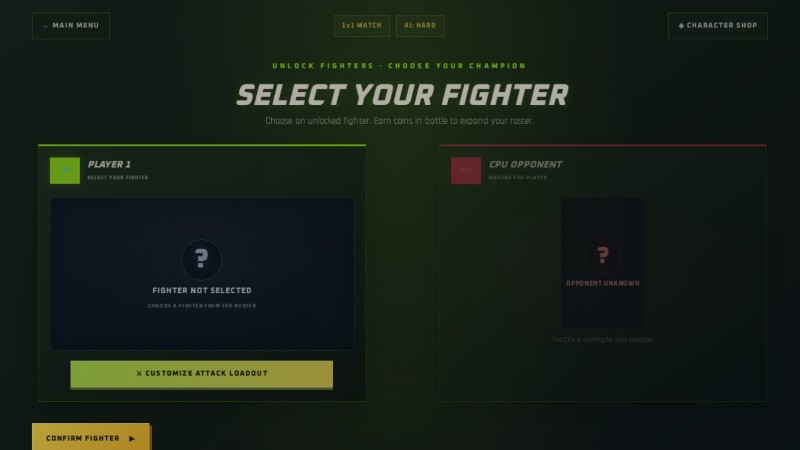 ← MAIN MENU
1v1 MATCH
AI: HARD
◈ CHARACTER SHOP
UNLOCK FIGHTERS · CHOOSE YOUR CHAMPION
SELECT YOUR FIGHTER
Choose an unlocked fighter. Earn coins in battle to expand your roster.
PLAYER 1
SELECT YOUR FIGHTER
?
FIGHTER NOT SELECTED
CHOOSE A FIGHTER FROM THE ROSTER
⚔ CUSTOMIZE ATTACK LOADOUT
CPU
CPU OPPONENT
WAITING FOR PLAYER
?
OPPONENT UNKNOWN
The CPU is waiting for your selection.
CONFIRM FIGHTER ▶